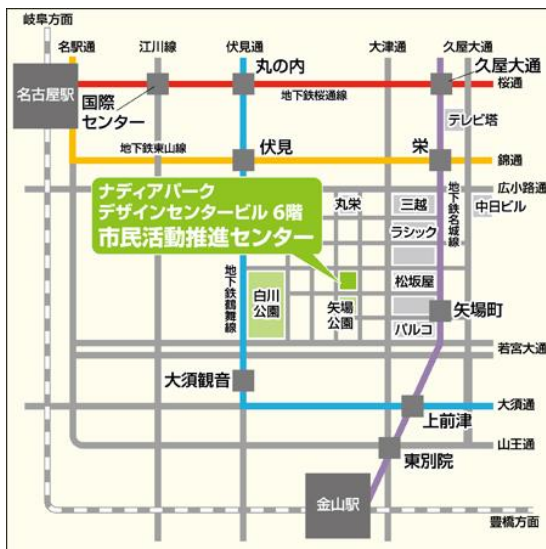 岐阜方面
名駅通
江川線
伏見通
大津通
久屋大通
名古屋駅
国際
センター
丸の内
久屋大通
地下鉄桜通線
桜通
テレビ塔
地下鉄東山線
伏見
栄
錦通
ナディアパーク
デザインセンタービル 6階
市民活動推進センター
丸栄
三越
地下鉄名城線
広小路通
中日ビル
ラシック
地下鉄鶴舞線
白川
公園
矢場
公園
松坂屋
パルコ
矢場町
若宮大通
大須観音
大須通
上前津
東別院
山王通
金山駅
豊橋方面